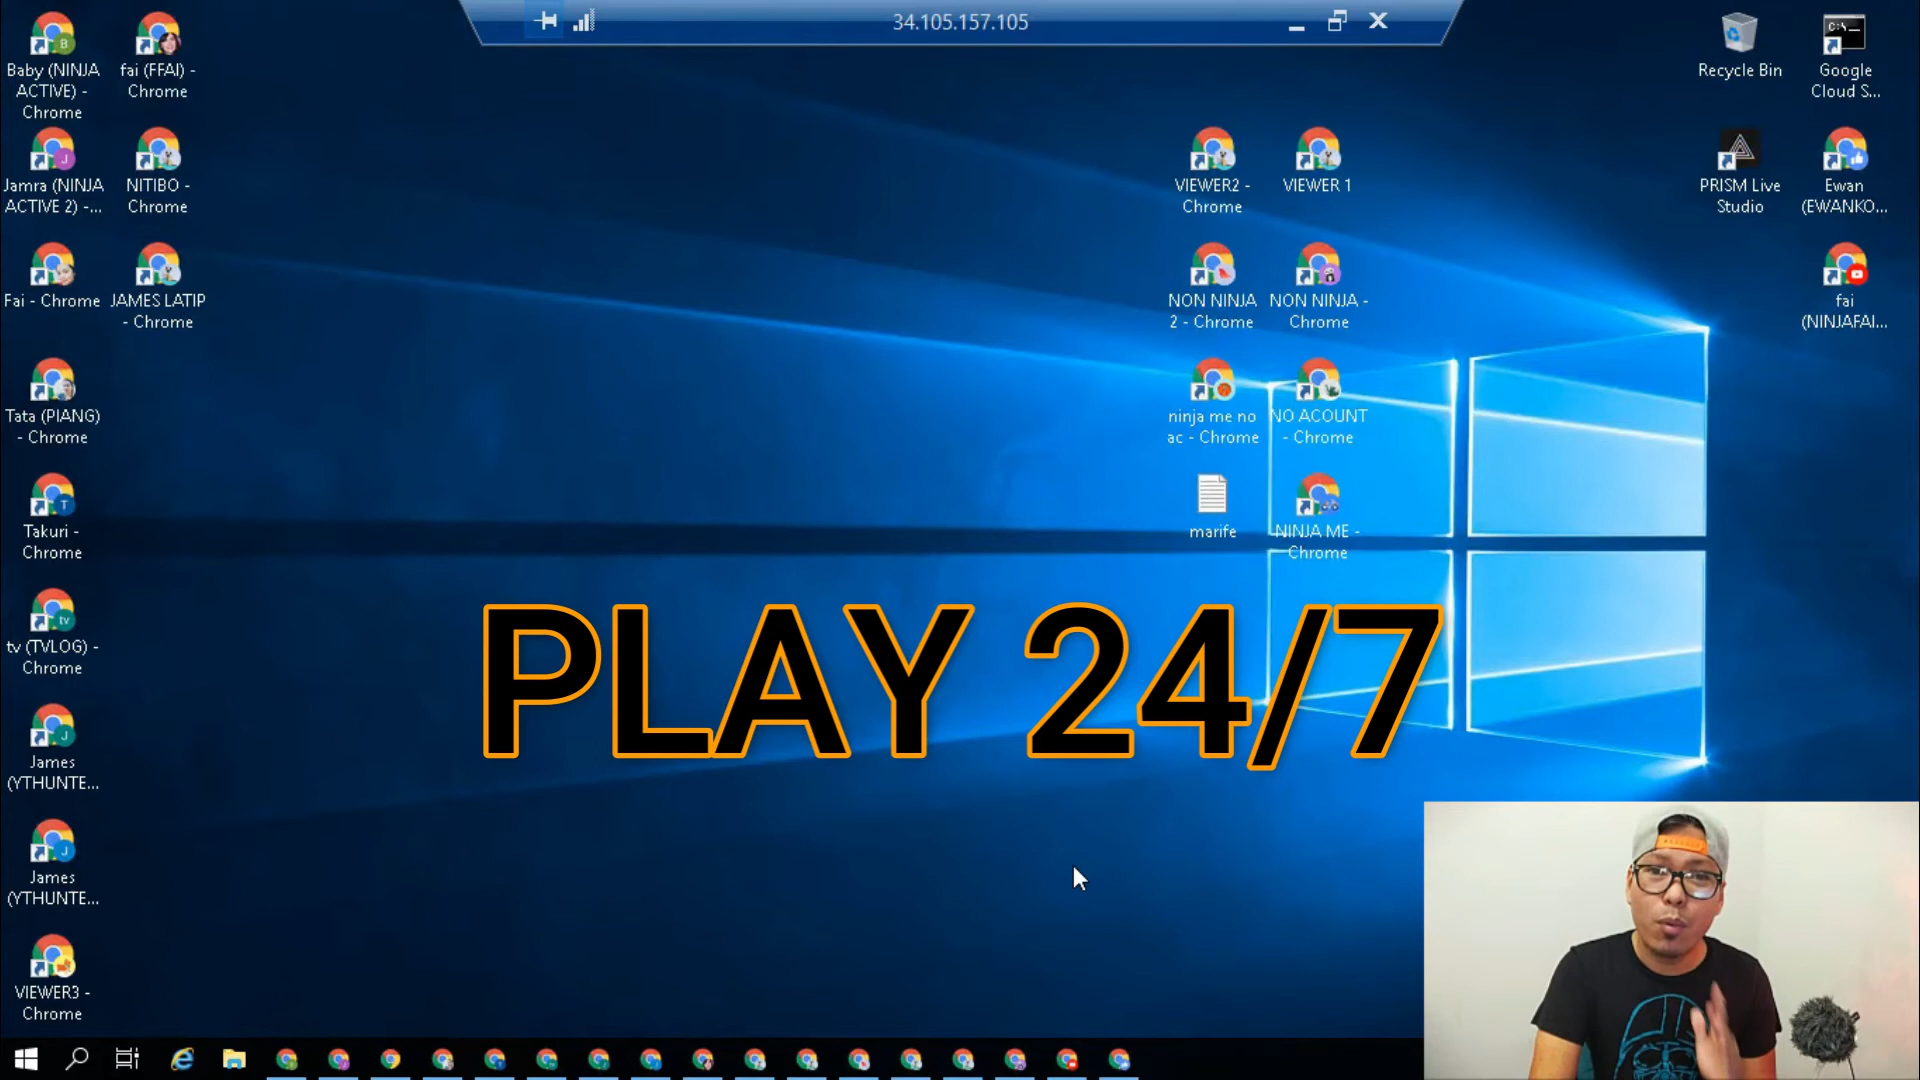 34.105.157.105
Baby (NINJA
ACTIVE) -
Chrome
fai (FFAI) -
Chrome
Jamra (NINJA
ACTIVE 2) -...
NITIBO -
Chrome
Fai - Chrome
JAMES LATIP
- Chrome
Tata (PIANG)
- Chrome
Takuri -
Chrome
tv (TVLOG) -
Chrome
James
(YTHUNTE...
James
(YTHUNTE...
VIEWER3 -
Chrome
VIEWER2 -
Chrome
VIEWER 1
NON NINJA
2 - Chrome
NON NINJA -
Chrome
ninja me no
ac - Chrome
NO ACOUNT
- Chrome
marife
NINJA ME -
Chrome
Recycle Bin
Google
Cloud S...
PRISM Live
Studio
Ewan
(EWANKO...
fai
(NINJAFAI...
PLAY 24/7